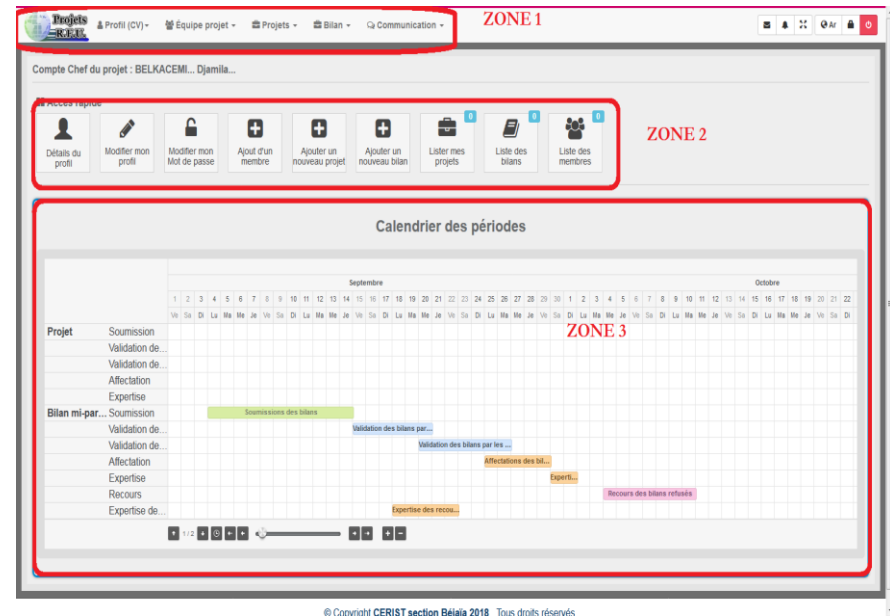 Projets Profil (CV) Équipe projet Projets Bilan Communication ZONE 1 Ar
P.R.F.U.
Compte Chef du projet : BELKACEMI... Djamila...
Accès rapide
0 0 0
Détails du profil Modifier mon profil Modifier mon Mot de passe Ajout d'un membre Ajouter un nouveau projet Ajouter un nouveau bilan Lister mes projets Liste des bilans Liste des membres ZONE 2
Calendrier des périodes
Septembre Octobre
1 2 3 4 5 6 7 8 9 10 11 12 13 14 15 16 17 18 19 20 21 22 23 24 25 26 27 28 29 30 1 2 3 4 5 6 7 8 9 10 11 12 13 14 15 16 17 18 19 20 21 22
Ve Sa Di Lu Ma Me Je Ve Sa Di Lu Ma Me Je Ve Sa Di Lu Ma Me Je Ve Sa Di Lu Ma Me Je Ve Sa Di Lu Ma Me Je Ve Sa Di Lu Ma Me Je Ve Sa Di Lu Ma Me Je Ve Sa Di
ZONE 3
Projet Soumission
Validation de...
Validation de...
Affectation
Expertise
Bilan mi-par... Soumission Soumissions des bilans
Validation de... Validation des bilans par...
Validation de... Validation des bilans par les ...
Affectation Affectations des bil...
Expertise Experti...
Recours Recours des bilans refusés
Expertise de... Expertise des recou...
1/2
© Copyright CERIST section Béjaïa 2018 Tous droits réservés